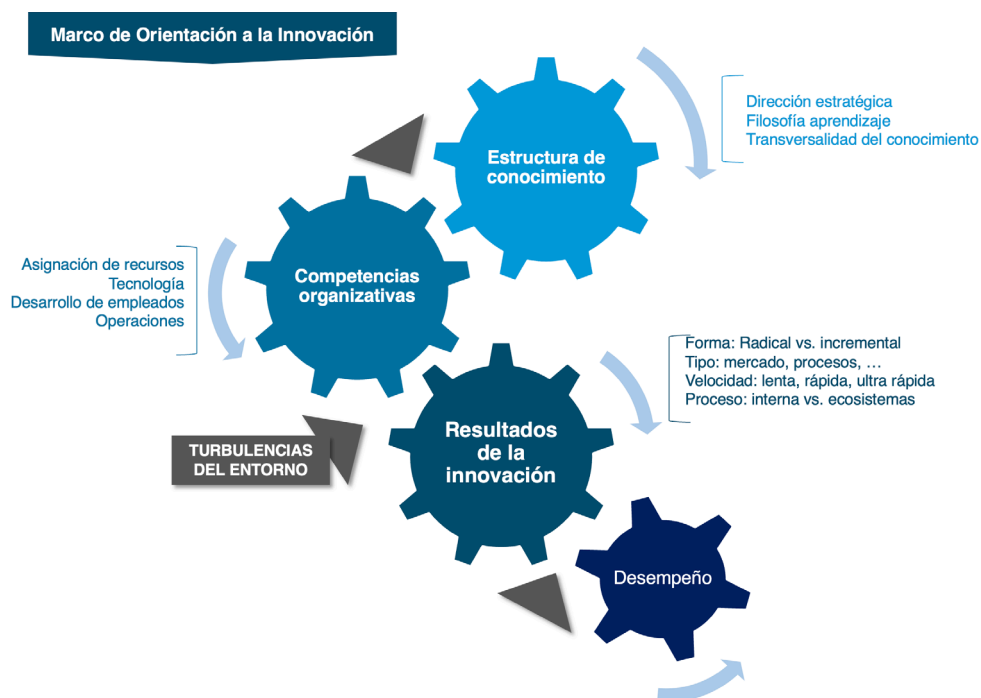 Marco de Orientación a la Innovación
Estructura de
conocimiento
Dirección estratégica
Filosofía aprendizaje
Transversalidad del conocimiento
Competencias
organizativas
Asignación de recursos
Tecnología
Desarrollo de empleados
Operaciones
Resultados
de la
innovación
Forma: Radical vs. incremental
Tipo: mercado, procesos, …
Velocidad: lenta, rápida, ultra rápida
Proceso: interna vs. ecosistemas
TURBULENCIAS
DEL ENTORNO
Desempeño